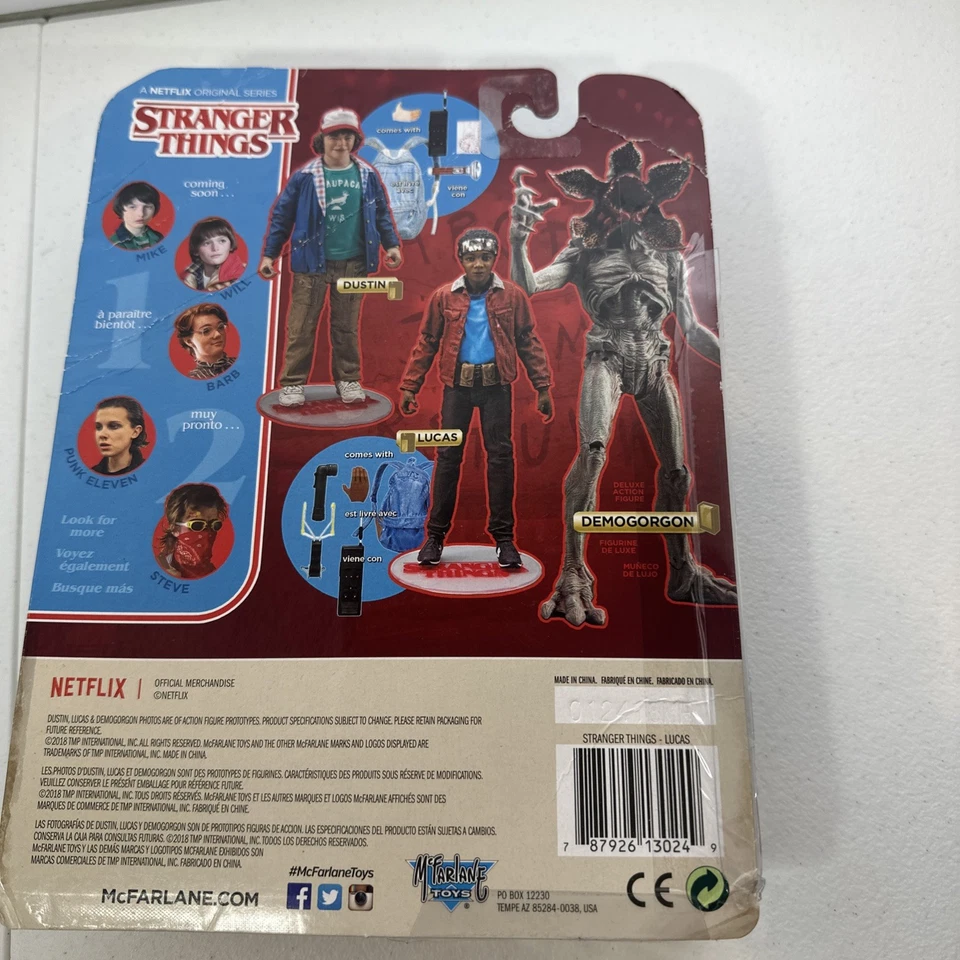 A NETFLIX ORIGINAL SERIES
STRANGER
THINGS
coming
soon...
MIKE
WILL
1
à paraître
bientôt...
BARB
2
muy
pronto...
PUNK ELEVEN
STEVE
Look for
more
Voyez
également
Busque más
comes with
est livré
avec
viene
con
DUSTIN
LUCAS
comes with
est livré avec
viene con
STRANGER
THINGS
DELUXE
ACTION
FIGURE
DEMOGORGON
FIGURINE
DE LUXE
MUÑECO
DE LUJO
NETFLIX | OFFICIAL MERCHANDISE
©NETFLIX
DUSTIN, LUCAS & DEMOGORGON PHOTOS ARE OF ACTION FIGURE PROTOTYPES. PRODUCT SPECIFICATIONS SUBJECT TO CHANGE. PLEASE RETAIN PACKAGING FOR
FUTURE REFERENCE.
©2018 TMP INTERNATIONAL, INC. ALL RIGHTS RESERVED. McFARLANE TOYS AND THE OTHER McFARLANE MARKS AND LOGOS DISPLAYED ARE
TRADEMARKS OF TMP INTERNATIONAL, INC. MADE IN CHINA.
LES PHOTOS D'DUSTIN, LUCAS ET DEMOGORGON SONT DES PROTOTYPES DE FIGURINES. CARACTÉRISTIQUES DES PRODUITS SOUS RÉSERVE DE MODIFICATIONS.
VEUILLEZ CONSERVER LE PRÉSENT EMBALLAGE POUR RÉFÉRENCE FUTURE.
©2018 TMP INTERNATIONAL, INC. TOUS DROITS RÉSERVÉS. McFARLANE TOYS ET LES AUTRES MARQUES ET LOGOS McFARLANE AFFICHÉS SONT DES
MARQUES DE COMMERCE DE TMP INTERNATIONAL, INC. FABRIQUÉ EN CHINE.
LAS FOTOGRAFÍAS DE DUSTIN, LUCAS Y DEMOGORGON SON DE PROTOTIPOS FIGURAS DE ACCION. LAS ESPECIFICACIONES DEL PRODUCTO ESTÁN SUJETAS A CAMBIOS.
CONSERVA LA CAJA PARA CONSULTAS FUTURAS. ©2018 TMP INTERNATIONAL, INC. TODOS LOS DERECHOS RESERVADOS.
McFARLANE TOYS Y LAS DEMÁS MARCAS Y LOGOTIPOS McFARLANE EXHIBIDOS SON
MARCAS COMERCIALES DE TMP INTERNATIONAL, INC. FABRICADO EN CHINA.
MADE IN CHINA. FABRIQUÉ EN CHINE. FABRICADO EN CHINA.
STRANGER THINGS - LUCAS
7 87926 13024 9
McFARLANE.COM
#McFarlaneToys
McFARLANE
TOYS
PO BOX 12230
TEMPE AZ 85284-0038, USA
CE